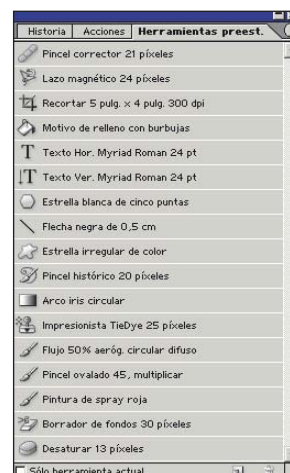 Historia Acciones Herramientas preest.
Pincel corrector 21 píxeles
Lazo magnético 24 píxeles
Recortar 5 pulg. x 4 pulg. 300 dpi
Motivo de relleno con burbujas
Texto Hor. Myriad Roman 24 pt
Texto Ver. Myriad Roman 24 pt
Estrella blanca de cinco puntas
Flecha negra de 0,5 cm
Estrella irregular de color
Pincel histórico 20 píxeles
Arco iris circular
Impresionista TieDye 25 píxeles
Flujo 50% aeróg. circular difuso
Pincel ovalado 45, multiplicar
Pintura de spray roja
Borrador de fondos 30 píxeles
Desaturar 13 píxeles
Sólo herramienta actual